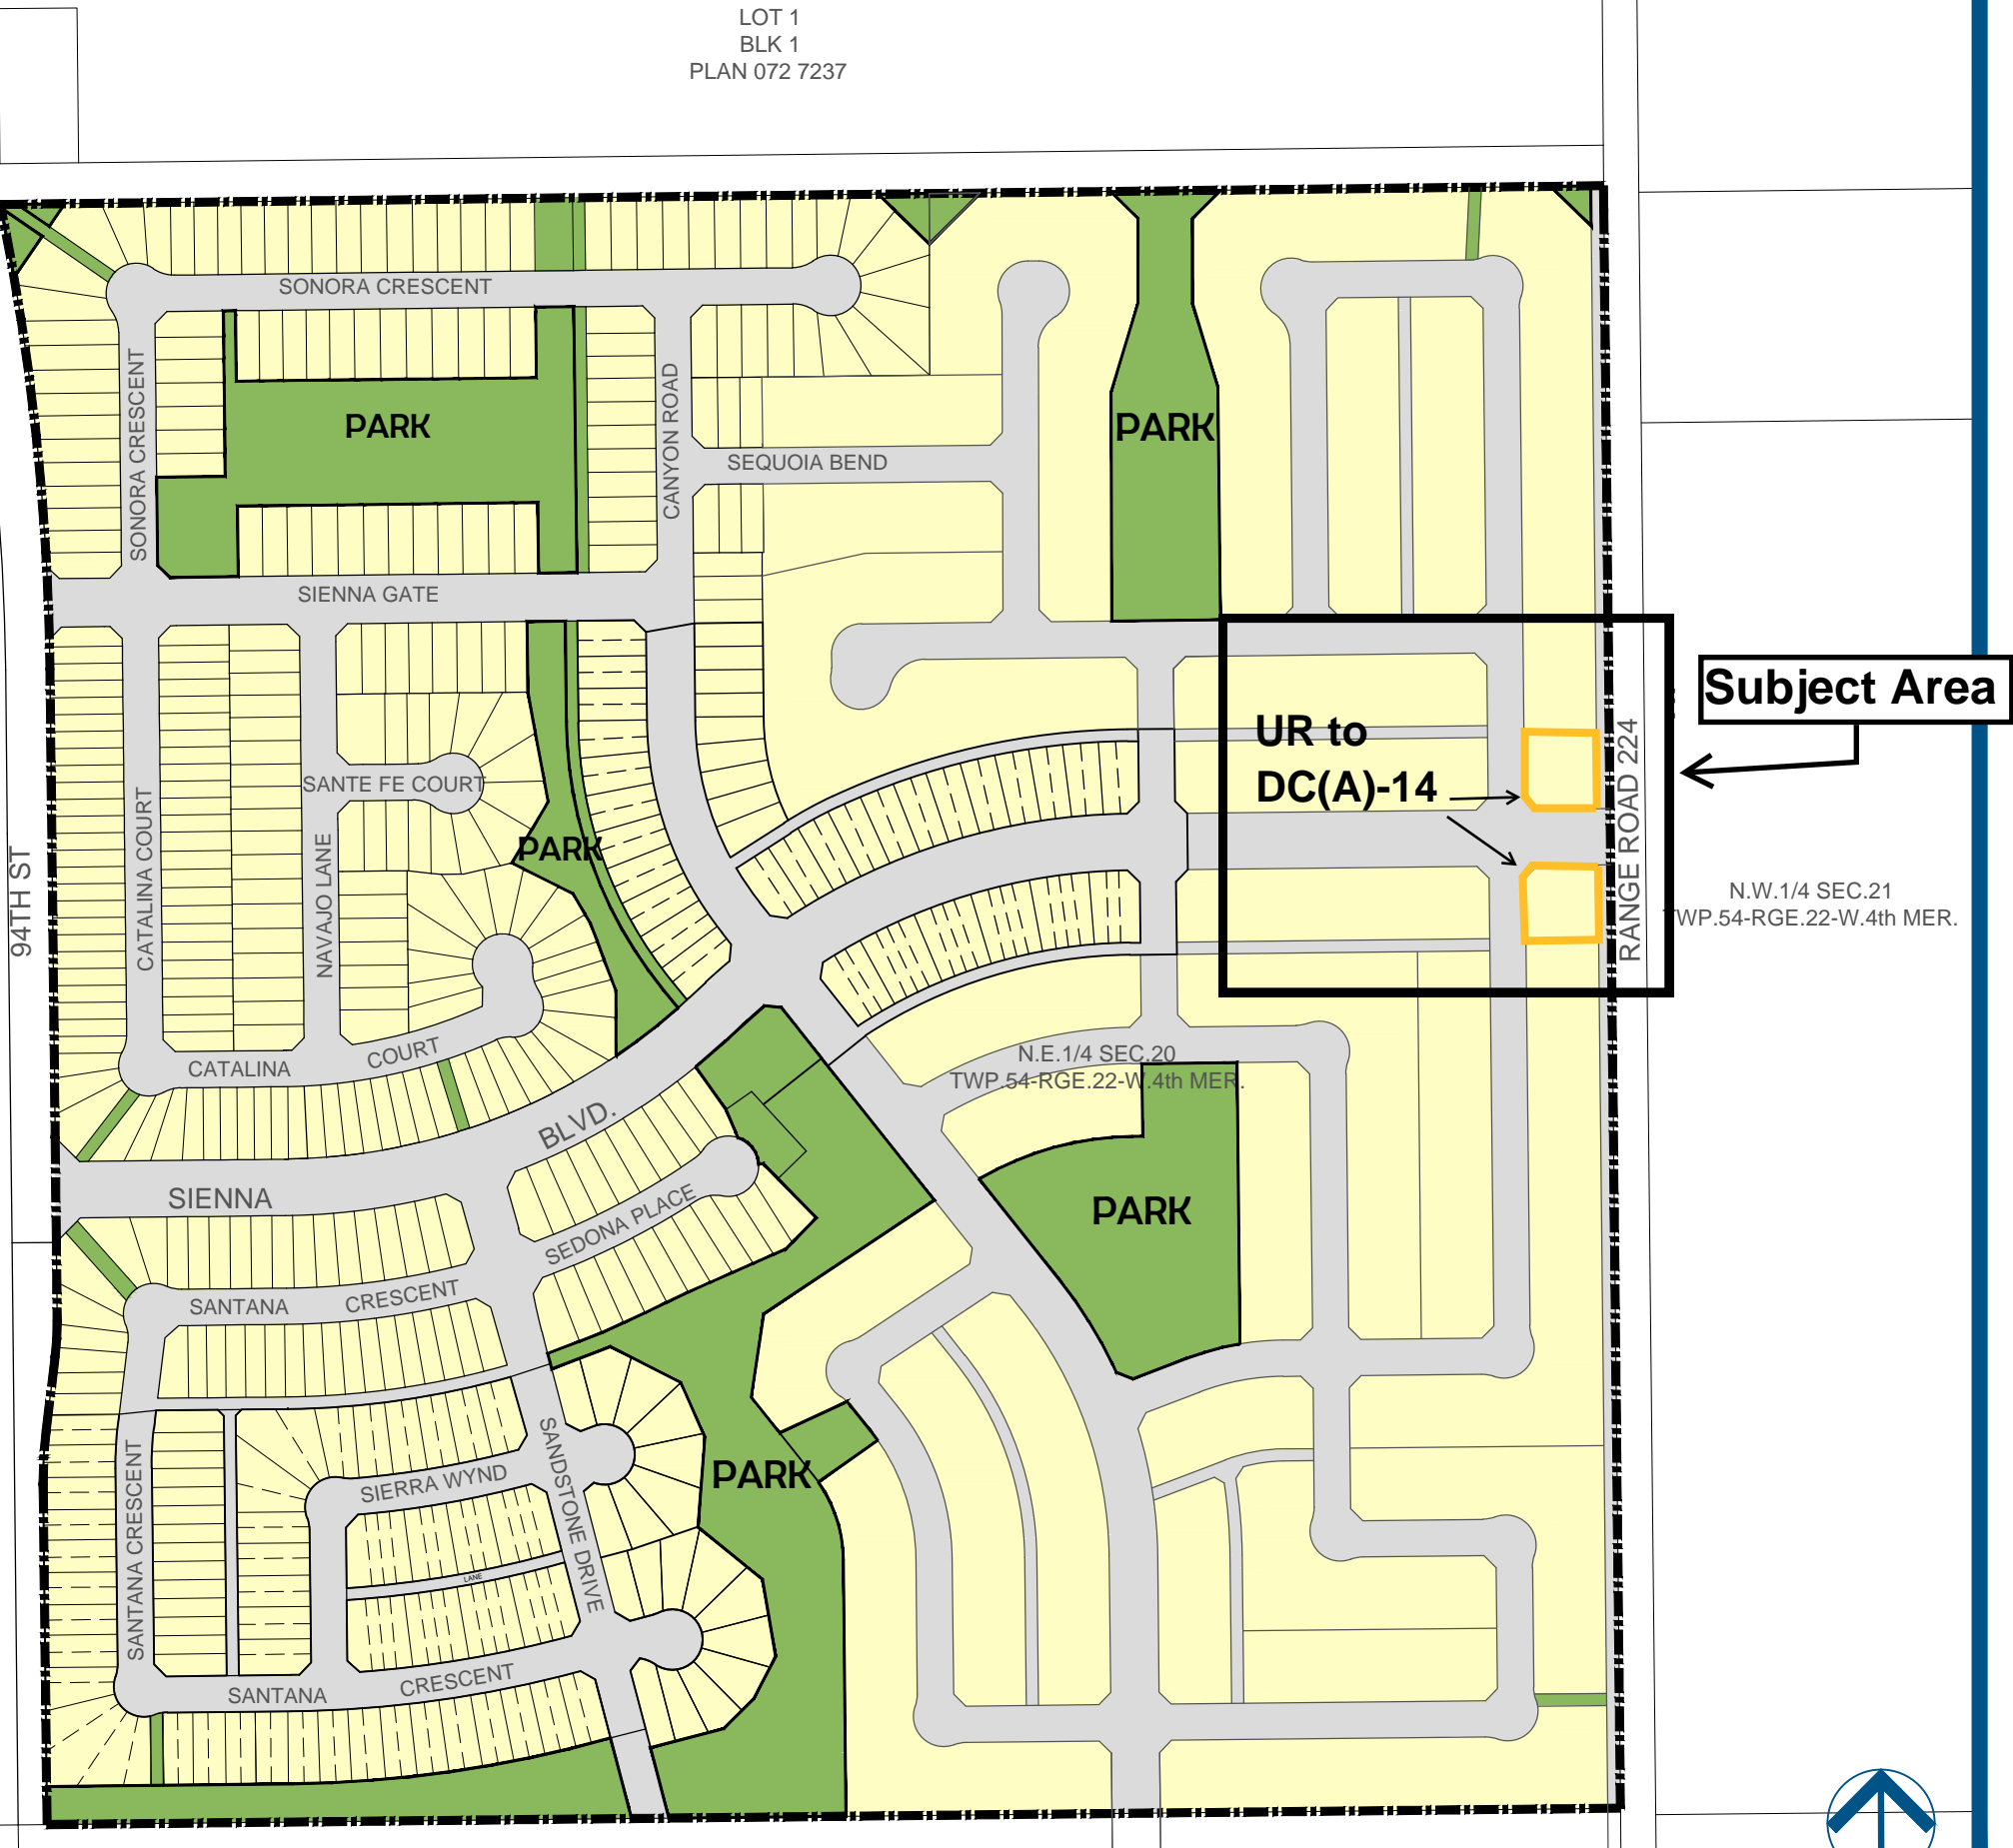 LOT 1
BLK 1
PLAN 072 7237
SONORA CRESCENT
SONORA CRESCENT
PARK
CANYON ROAD
SEQUOIA BEND
PARK
SIENNA GATE
Subject Area
UR to
DC(A)-14
RANGE ROAD 224
N.W.1/4 SEC.21
TWP.54-RGE.22-W.4th MER.
94TH ST
CATALINA COURT
NAVAJO LANE
SANTE FE COURT
PARK
CATALINA
COURT
N.E.1/4 SEC.20
TWP.54-RGE.22-W.4th MER.
SIENNA
BLVD.
SEDONA PLACE
PARK
SANTANA
CRESCENT
SANTANA CRESCENT
SIERRA WYND
SANDSTONE DRIVE
PARK
LANE
SANTANA
CRESCENT